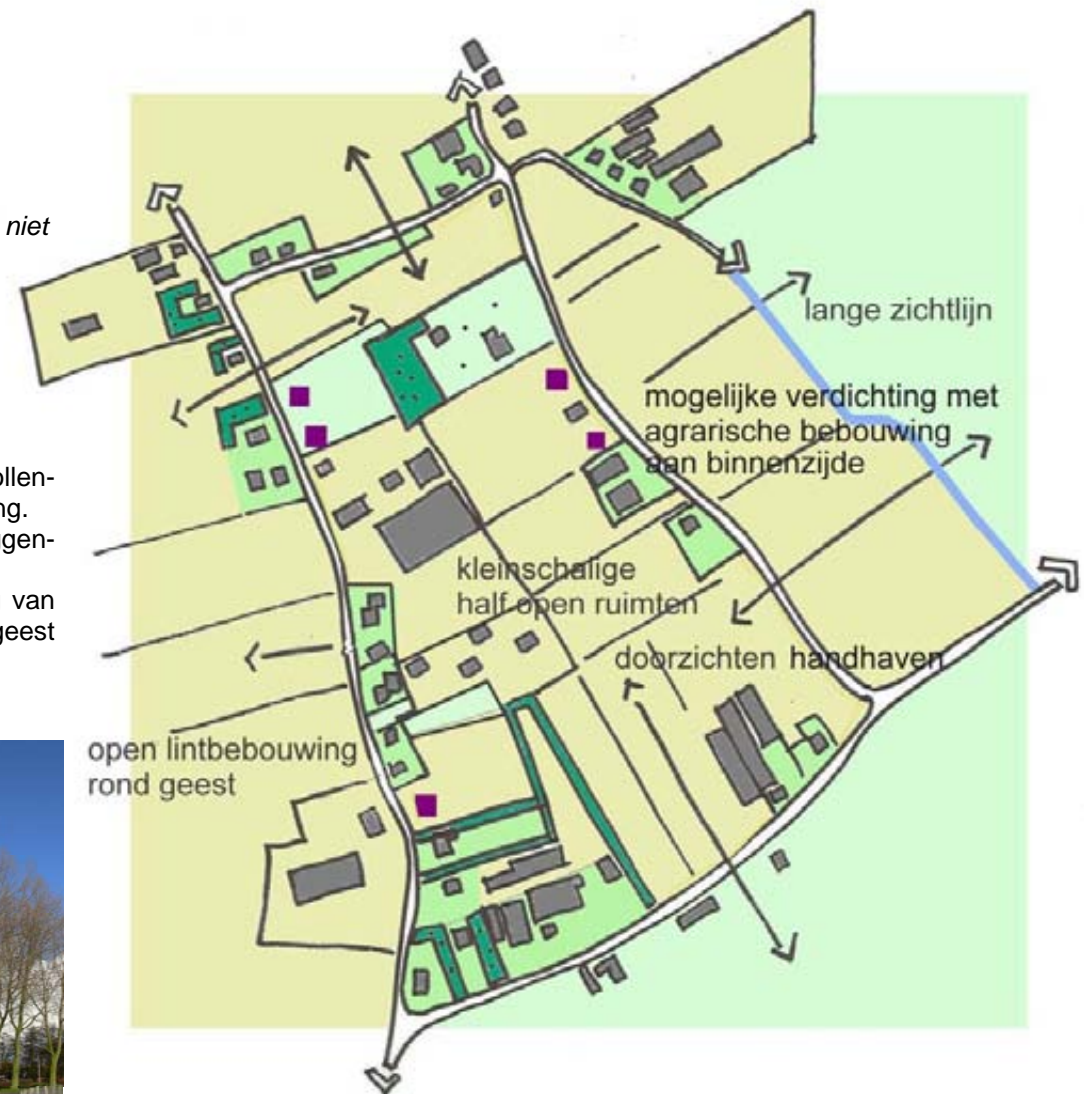 niet
ollen-
ng.
gen-
van
geest
lange zichtlijn
mogelijke verdichting met
agrarische bebouwing
aan binnenzijde
kleinschalige
half open ruimten
doorzichten handhaven
open lintbebouwing
rond geest